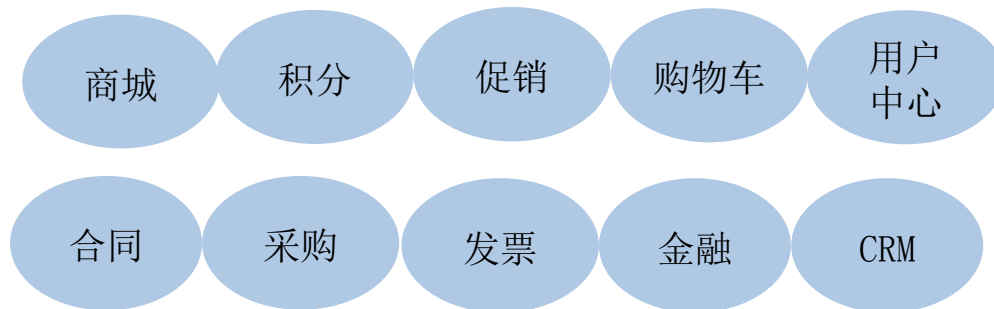 商城
积分
促销
购物车
用户
中心
合同
采购
发票
金融
CRM